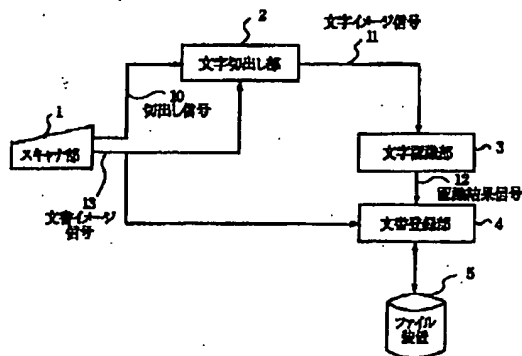 2
文字イメージ信号
11
文字切出し部
10
切出し信号
1
スキャナ部
13
文書イメージ
信号
文字認識部
3
12
認識結果信号
文書登録部
4
5
ファイル
装置